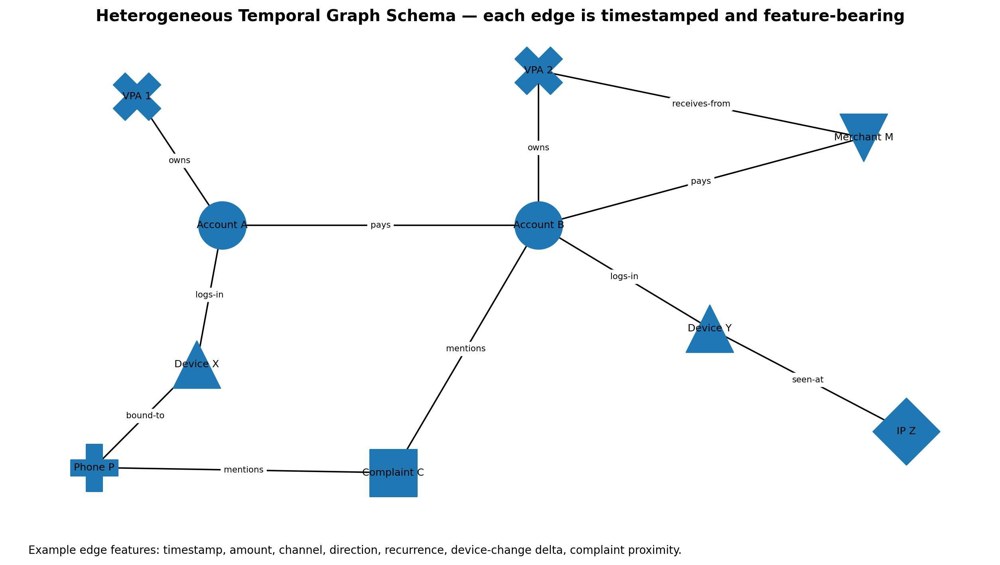 Heterogeneous Temporal Graph Schema — each edge is timestamped and feature-bearing
VPA 2
VPA 1
receives-from
Merchant M
owns
owns
pays
Account A
pays
Account B
logs-in
logs-in
Device Y
mentions
Device X
seen-at
bound-to
IP Z
Phone P
mentions
Complaint C
Example edge features: timestamp, amount, channel, direction, recurrence, device-change delta, complaint proximity.